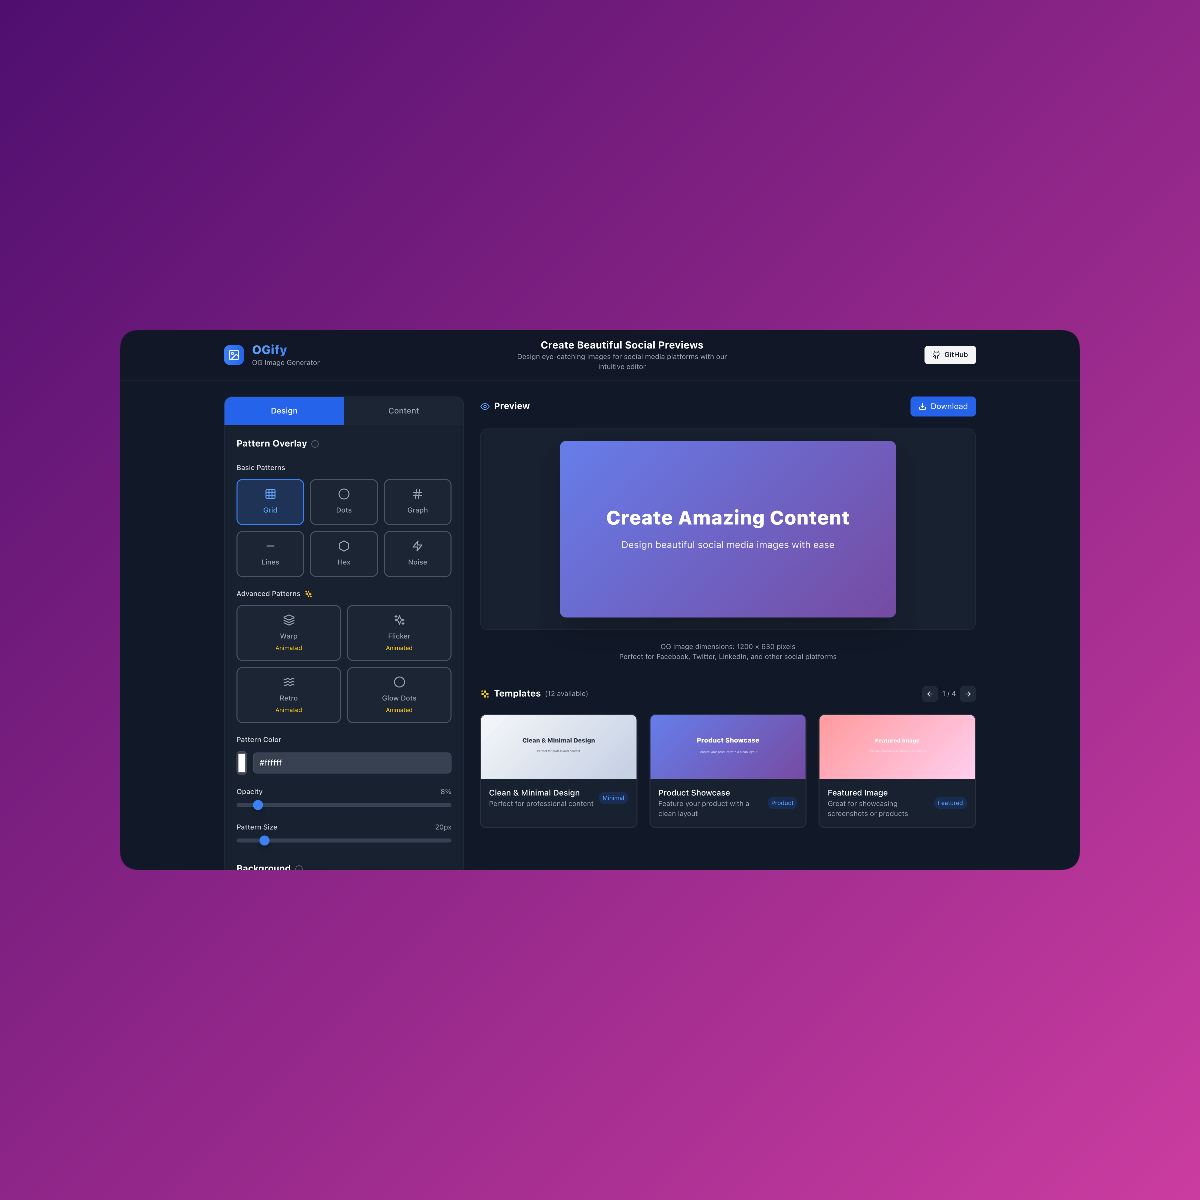 OGify
OG Image Generator
Create Beautiful Social Previews
Design eye-catching images for social media platforms with our
intuitive editor
GitHub
Design
Content
Pattern Overlay
Basic Patterns
Grid
Dots
Graph
Lines
Hex
Noise
Advanced Patterns
Warp
Animated
Flicker
Animated
Retro
Animated
Glow Dots
Animated
Pattern Color
#ffffff
Opacity
8%
Pattern Size
20px
Background
Preview
Download
Create Amazing Content
Design beautiful social media images with ease
OG image dimensions: 1200 × 630 pixels
Perfect for Facebook, Twitter, LinkedIn, and other social platforms
Templates (12 available)
1 / 4
Clean & Minimal Design
Clean & Minimal Design
Perfect for professional content
Minimal
Product Showcase
Product Showcase
Feature your product with a
clean layout
Product
Featured Image
Featured Image
Great for showcasing
screenshots or products
Featured